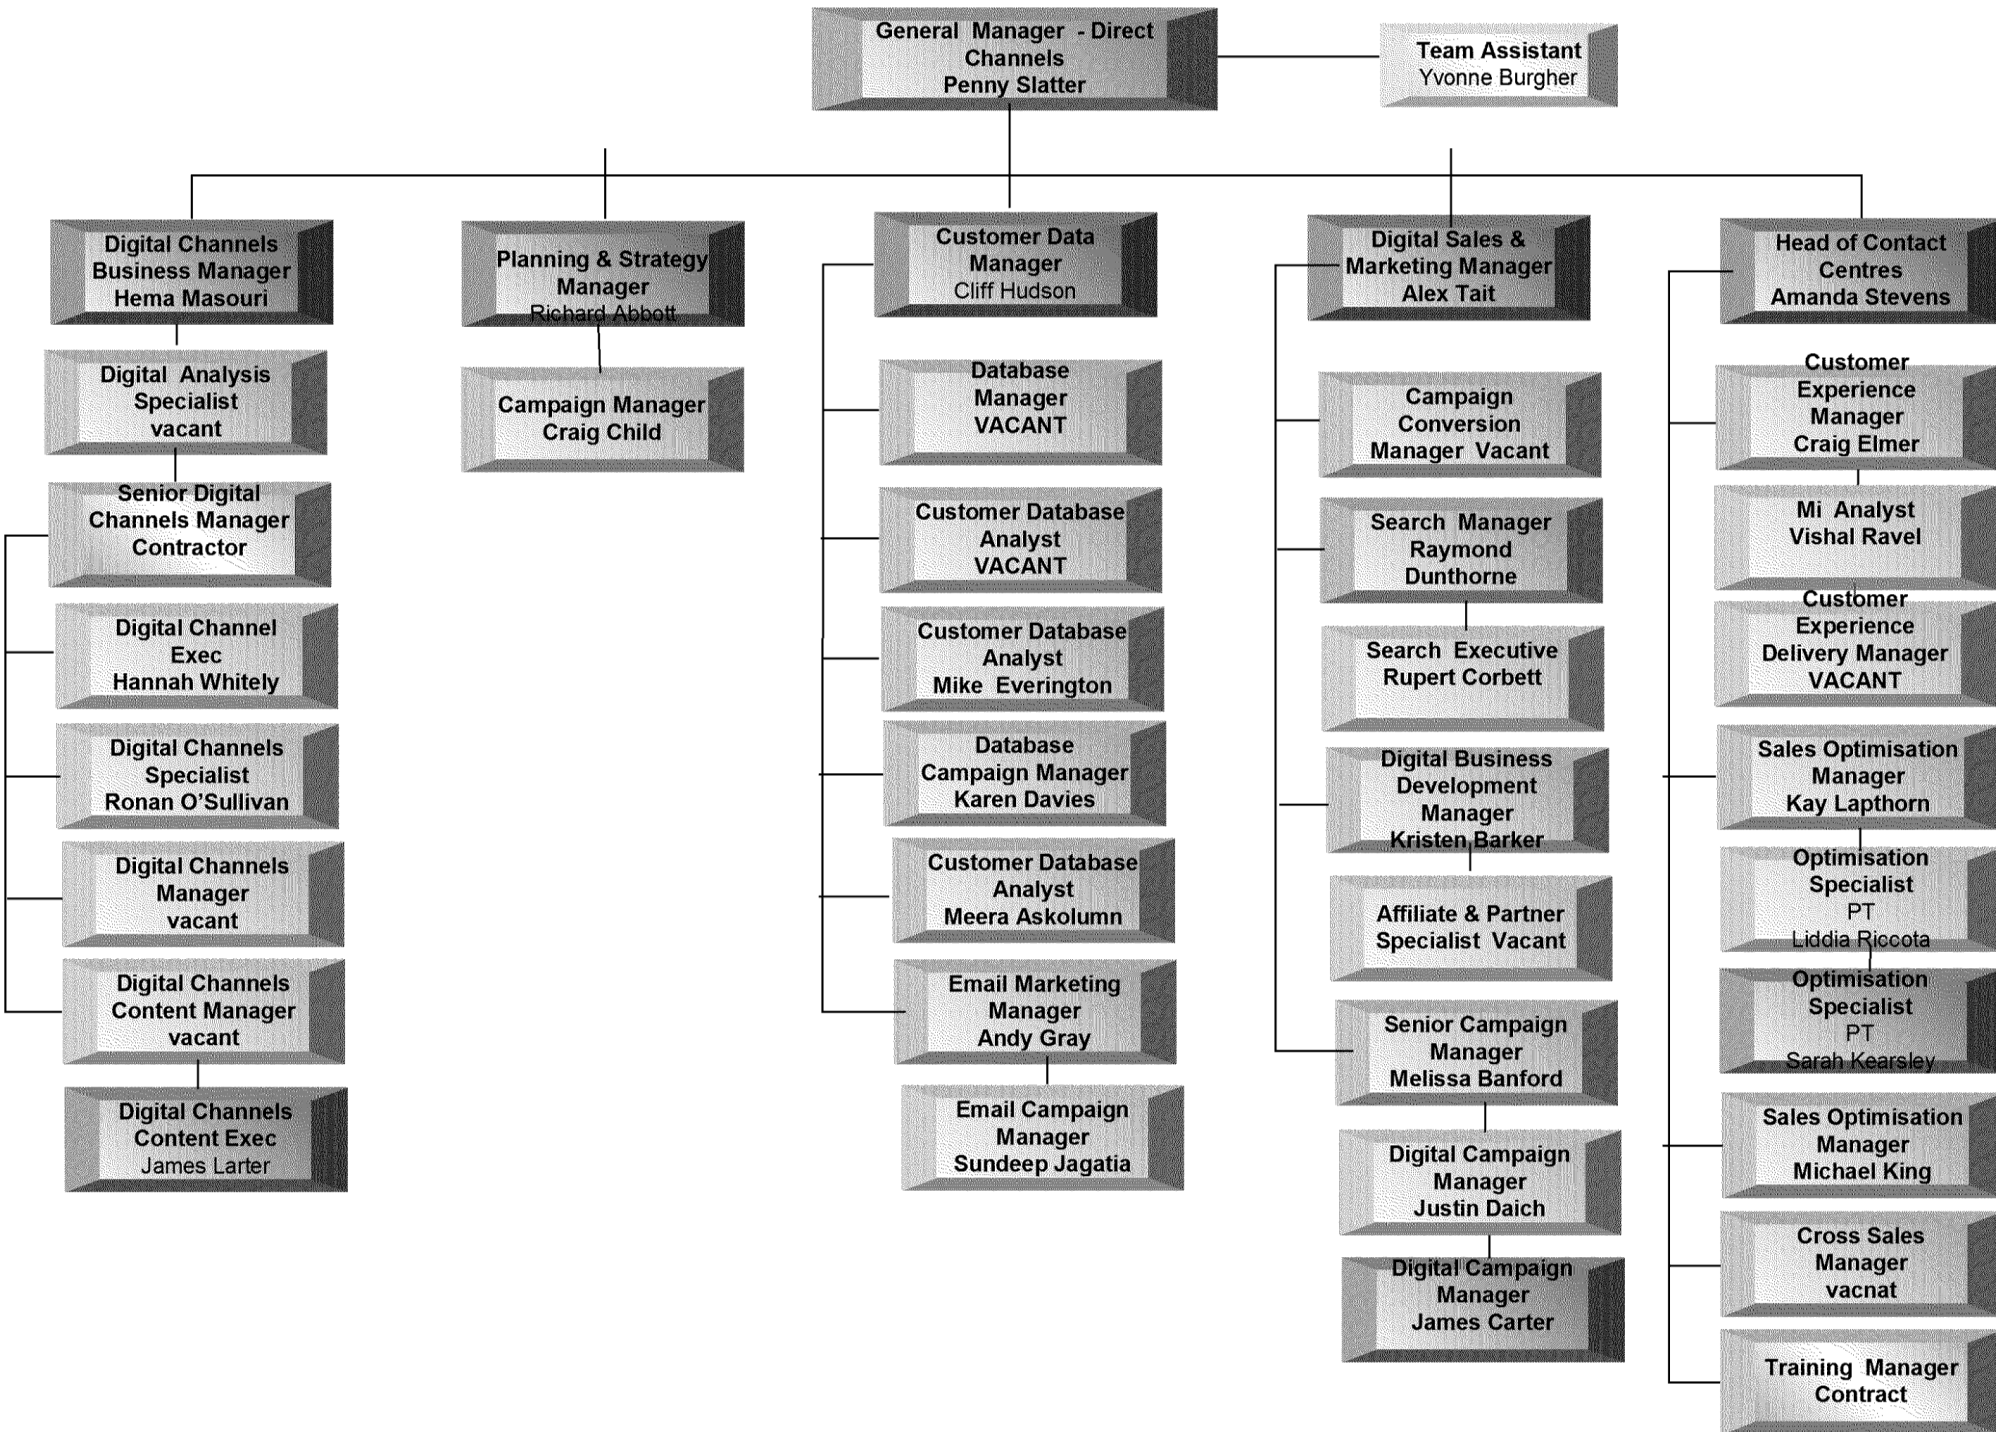 General Manager - Direct
Channels
Penny Slatter
Team Assistant
Yvonne Burgher
Digital Channels
Business Manager
Hema Masouri
Digital Analysis
Specialist
vacant
Senior Digital
Channels Manager
Contractor
Digital Channel
Exec
Hannah Whitely
Digital Channels
Specialist
Ronan O'Sullivan
Digital Channels
Manager
vacant
Digital Channels
Content Manager
vacant
Digital Channels
Content Exec
James Larter
Planning & Strategy
Manager
Richard Abbott
Campaign Manager
Craig Child
Customer Data
Manager
Cliff Hudson
Database
Manager
VACANT
Customer Database
Analyst
VACANT
Customer Database
Analyst
Mike Everington
Database
Campaign Manager
Karen Davies
Customer Database
Analyst
Meera Askolumn
Email Marketing
Manager
Andy Gray
Email Campaign
Manager
Sundeep Jagatia
Digital Sales &
Marketing Manager
Alex Tait
Campaign
Conversion
Manager Vacant
Search Manager
Raymond
Dunthorne
Search Executive
Rupert Corbett
Digital Business
Development
Manager
Kristen Barker
Affiliate & Partner
Specialist Vacant
Senior Campaign
Manager
Melissa Banford
Digital Campaign
Manager
Justin Daich
Digital Campaign
Manager
James Carter
Head of Contact
Centres
Amanda Stevens
Customer
Experience
Manager
Craig Elmer
Mi Analyst
Vishal Ravel
Customer
Experience
Delivery Manager
VACANT
Sales Optimisation
Manager
Kay Lapthorn
Optimisation
Specialist
PT
Liddia Riccota
Optimisation
Specialist
PT
Sarah Kearsley
Sales Optimisation
Manager
Michael King
Cross Sales
Manager
vacnat
Training Manager
Contract